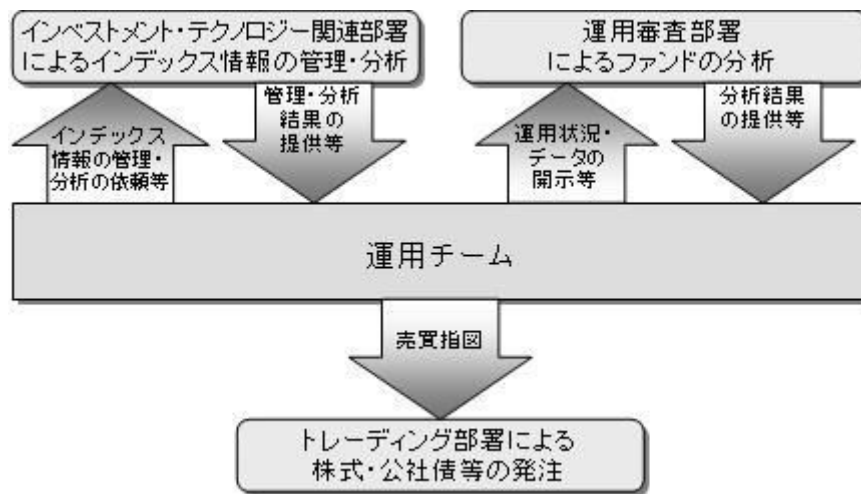 インベストメント・テクノロジー関連部署
によるインデックス情報の管理・分析
運用審査部署
によるファンドの分析
インデックス
情報の管理・
分析の依頼等
管理・分析
結果の
提供等
運用状況・
データの
開示等
分析結果
の提供等
運用チーム
売買指図
トレーディング部署による
株式・公社債等の発注